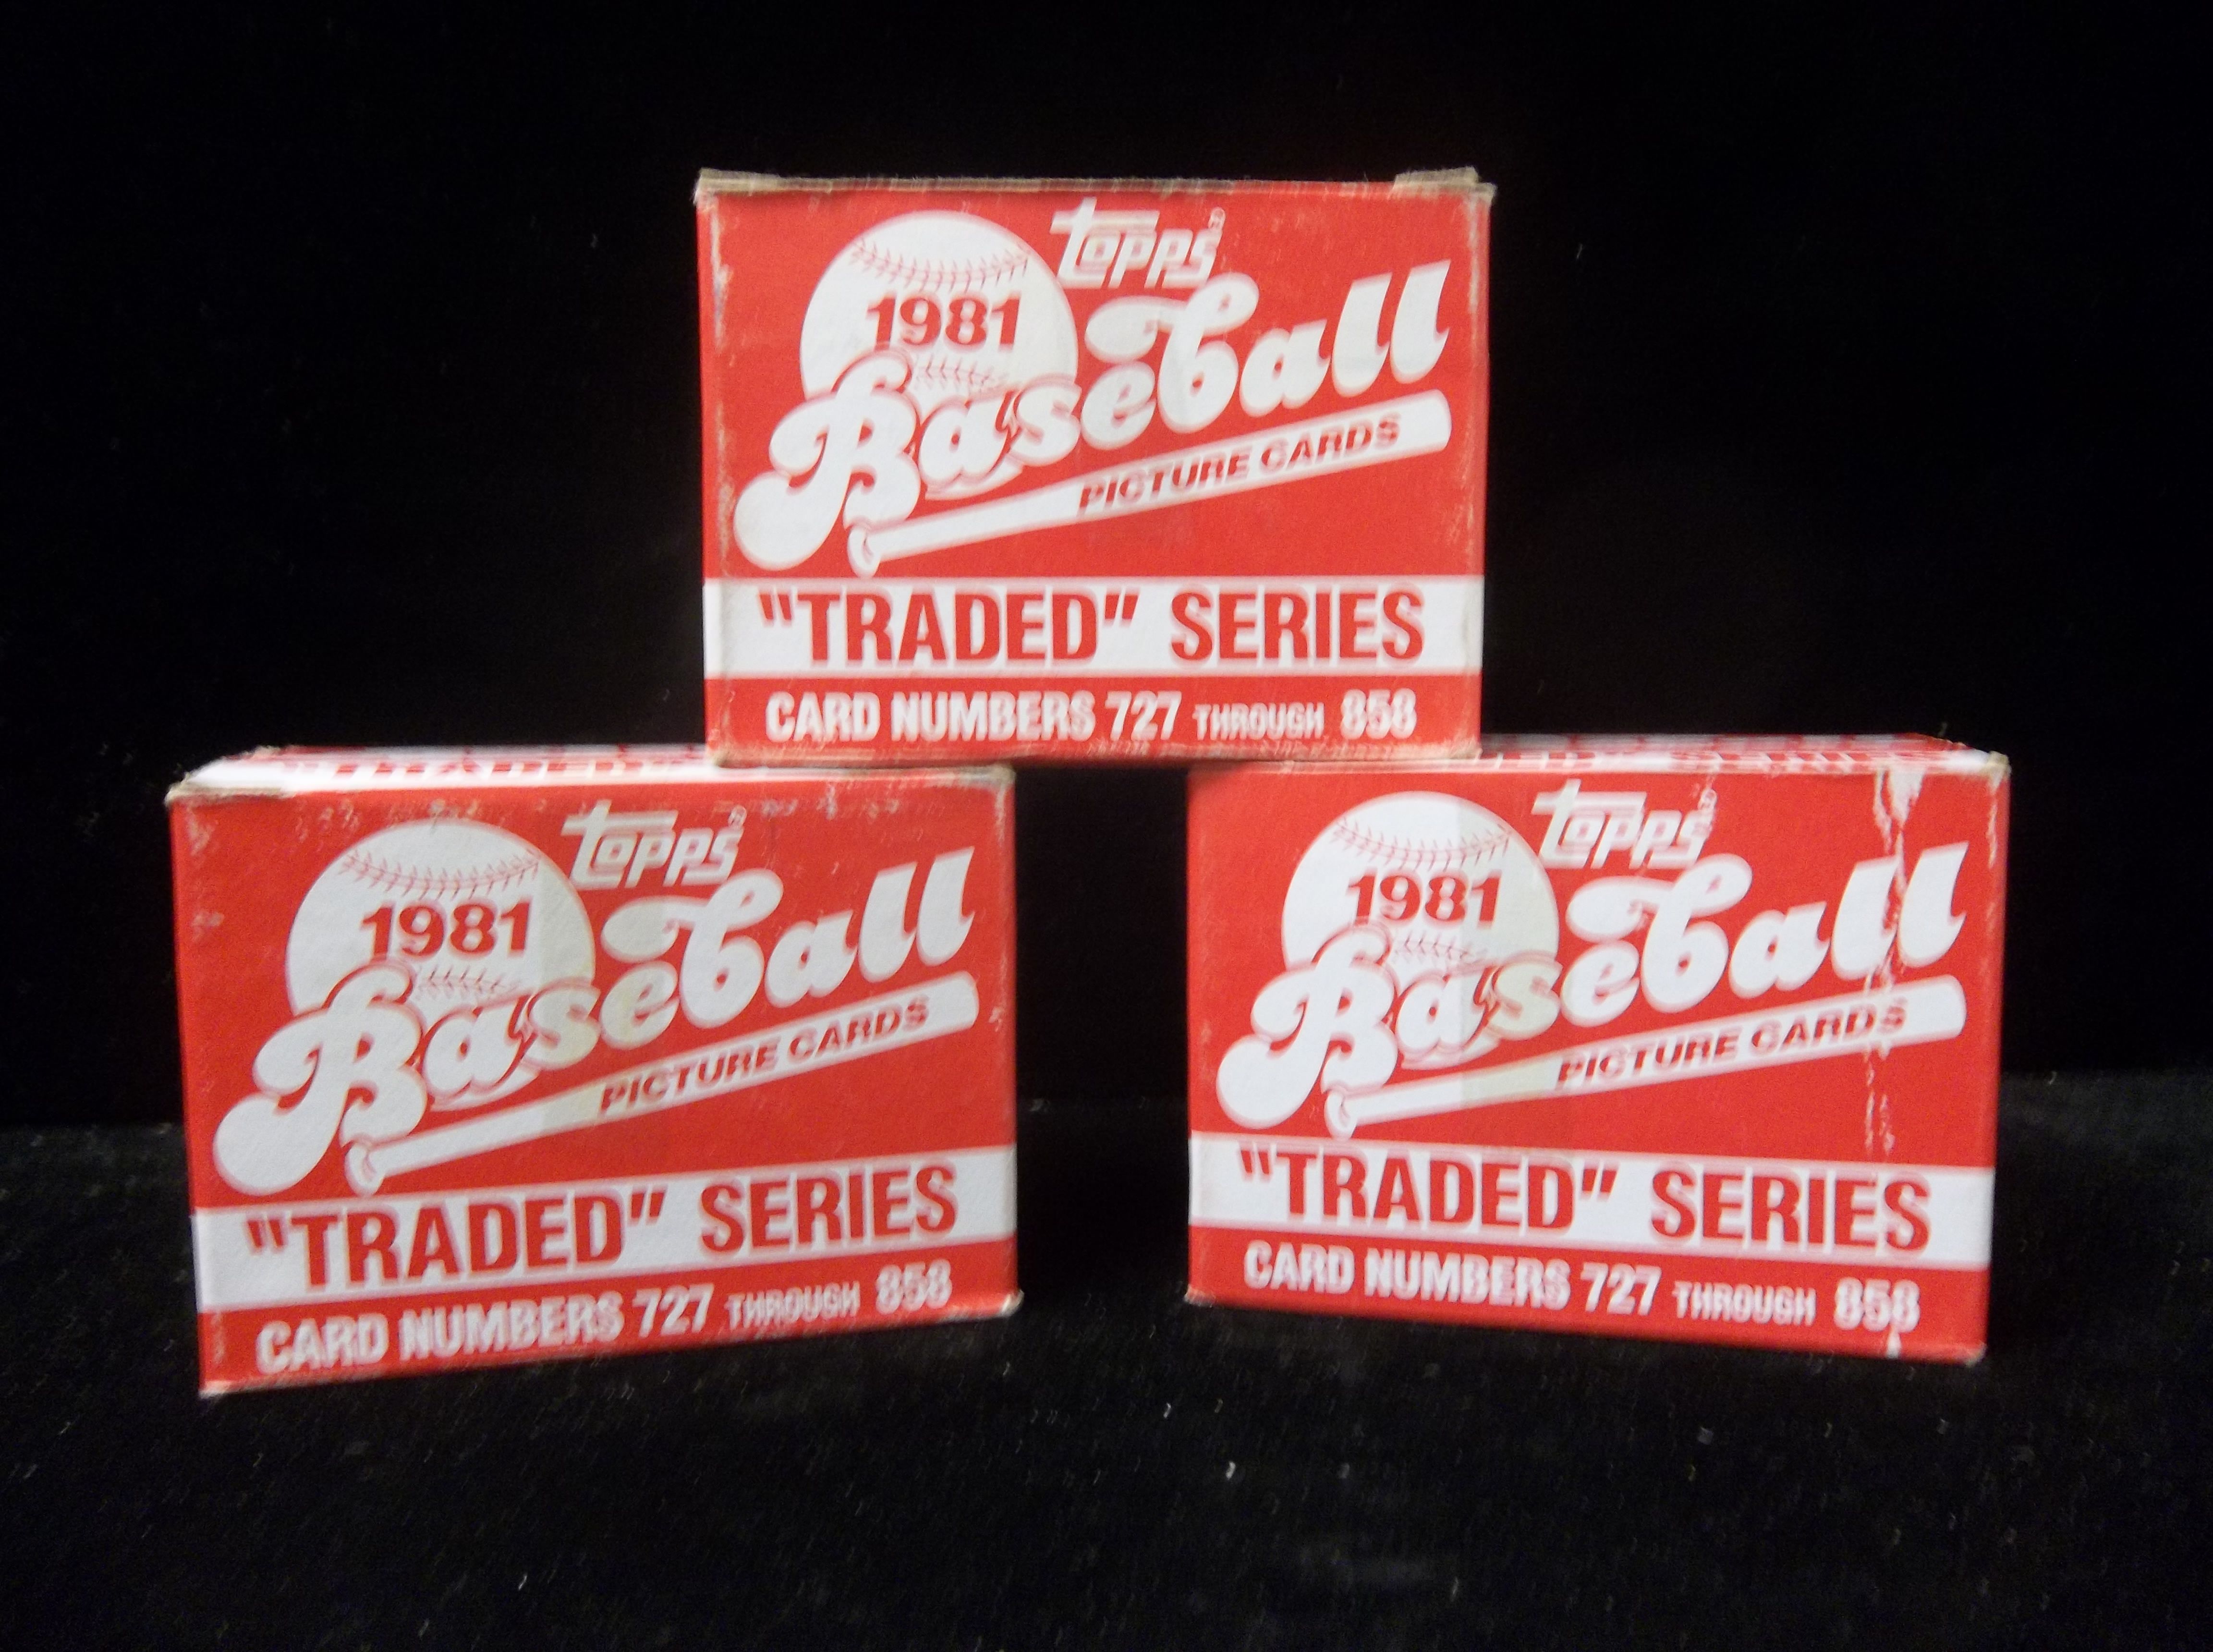 topps®
1981
Baseball
PICTURE CARDS
"TRADED" SERIES
CARD NUMBERS 727 THROUGH 858
"TRADED"
topps®
1981
Baseball
PICTURE CARDS
"TRADED" SERIES
CARD NUMBERS 727 THROUGH 858
topps®
1981
Baseball
PICTURE CARDS
"TRADED" SERIES
CARD NUMBERS 727 THROUGH 858